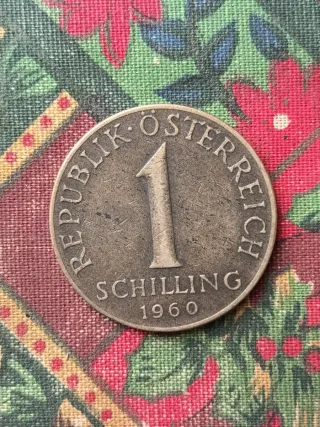 REPUBLIK · ÖSTERREICH
1
SCHILLING
1960